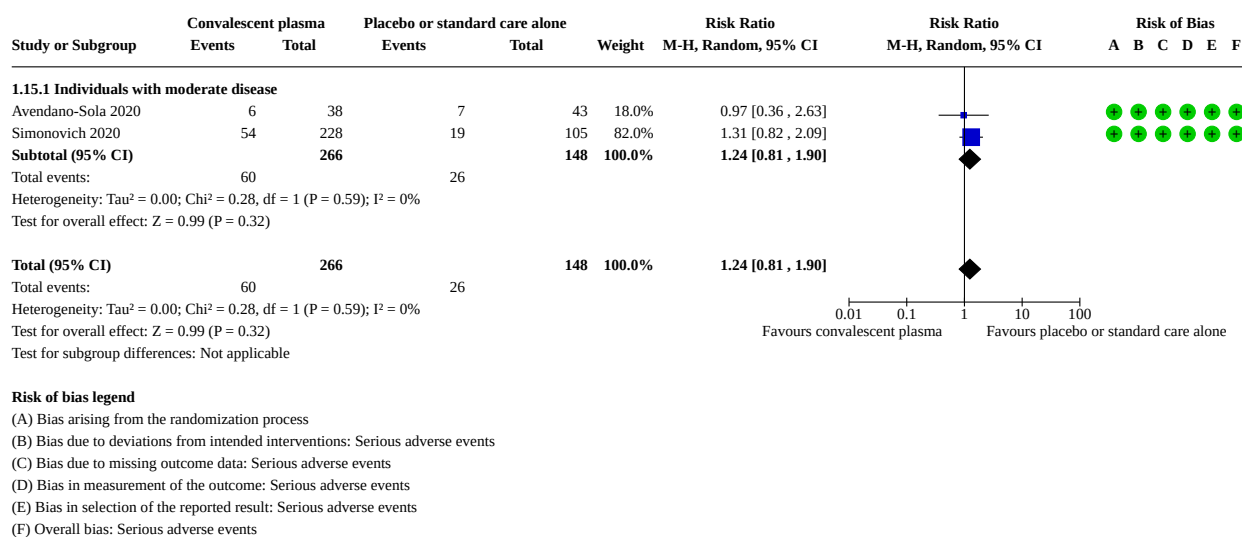 Convalescent plasma Placebo or standard care alone Risk Ratio Risk Ratio Risk of Bias
Study or Subgroup Events Total Events Total Weight M-H, Random, 95% CI M-H, Random, 95% CI A B C D E F
1.15.1 Individuals with moderate disease
Avendano-Sola 2020 6 38 7 43 18.0% 0.97 [0.36 , 2.63] + + + + + +
Simonovich 2020 54 228 19 105 82.0% 1.31 [0.82 , 2.09] + + + + + +
Subtotal (95% CI) 266 148 100.0% 1.24 [0.81 , 1.90]
Total events: 60 26
Heterogeneity: Tau² = 0.00; Chi² = 0.28, df = 1 (P = 0.59); I² = 0%
Test for overall effect: Z = 0.99 (P = 0.32)
Total (95% CI) 266 148 100.0% 1.24 [0.81 , 1.90]
Total events: 60 26
Heterogeneity: Tau² = 0.00; Chi² = 0.28, df = 1 (P = 0.59); I² = 0%
0.01 0.1 1 10 100
Test for overall effect: Z = 0.99 (P = 0.32) Favours convalescent plasma Favours placebo or standard care alone
Test for subgroup differences: Not applicable
Risk of bias legend
(A) Bias arising from the randomization process
(B) Bias due to deviations from intended interventions: Serious adverse events
(C) Bias due to missing outcome data: Serious adverse events
(D) Bias in measurement of the outcome: Serious adverse events
(E) Bias in selection of the reported result: Serious adverse events
(F) Overall bias: Serious adverse events